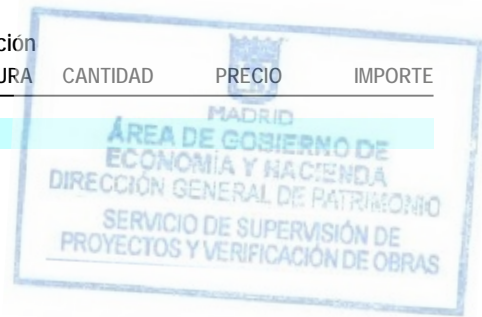 ción
URA CANTIDAD PRECIO IMPORTE
MADRID
ÁREA DE GOBIERNO DE
ECONOMÍA Y HACIENDA
DIRECCIÓN GENERAL DE PATRIMONIO
SERVICIO DE SUPERVISIÓN DE
PROYECTOS Y VERIFICACIÓN DE OBRAS